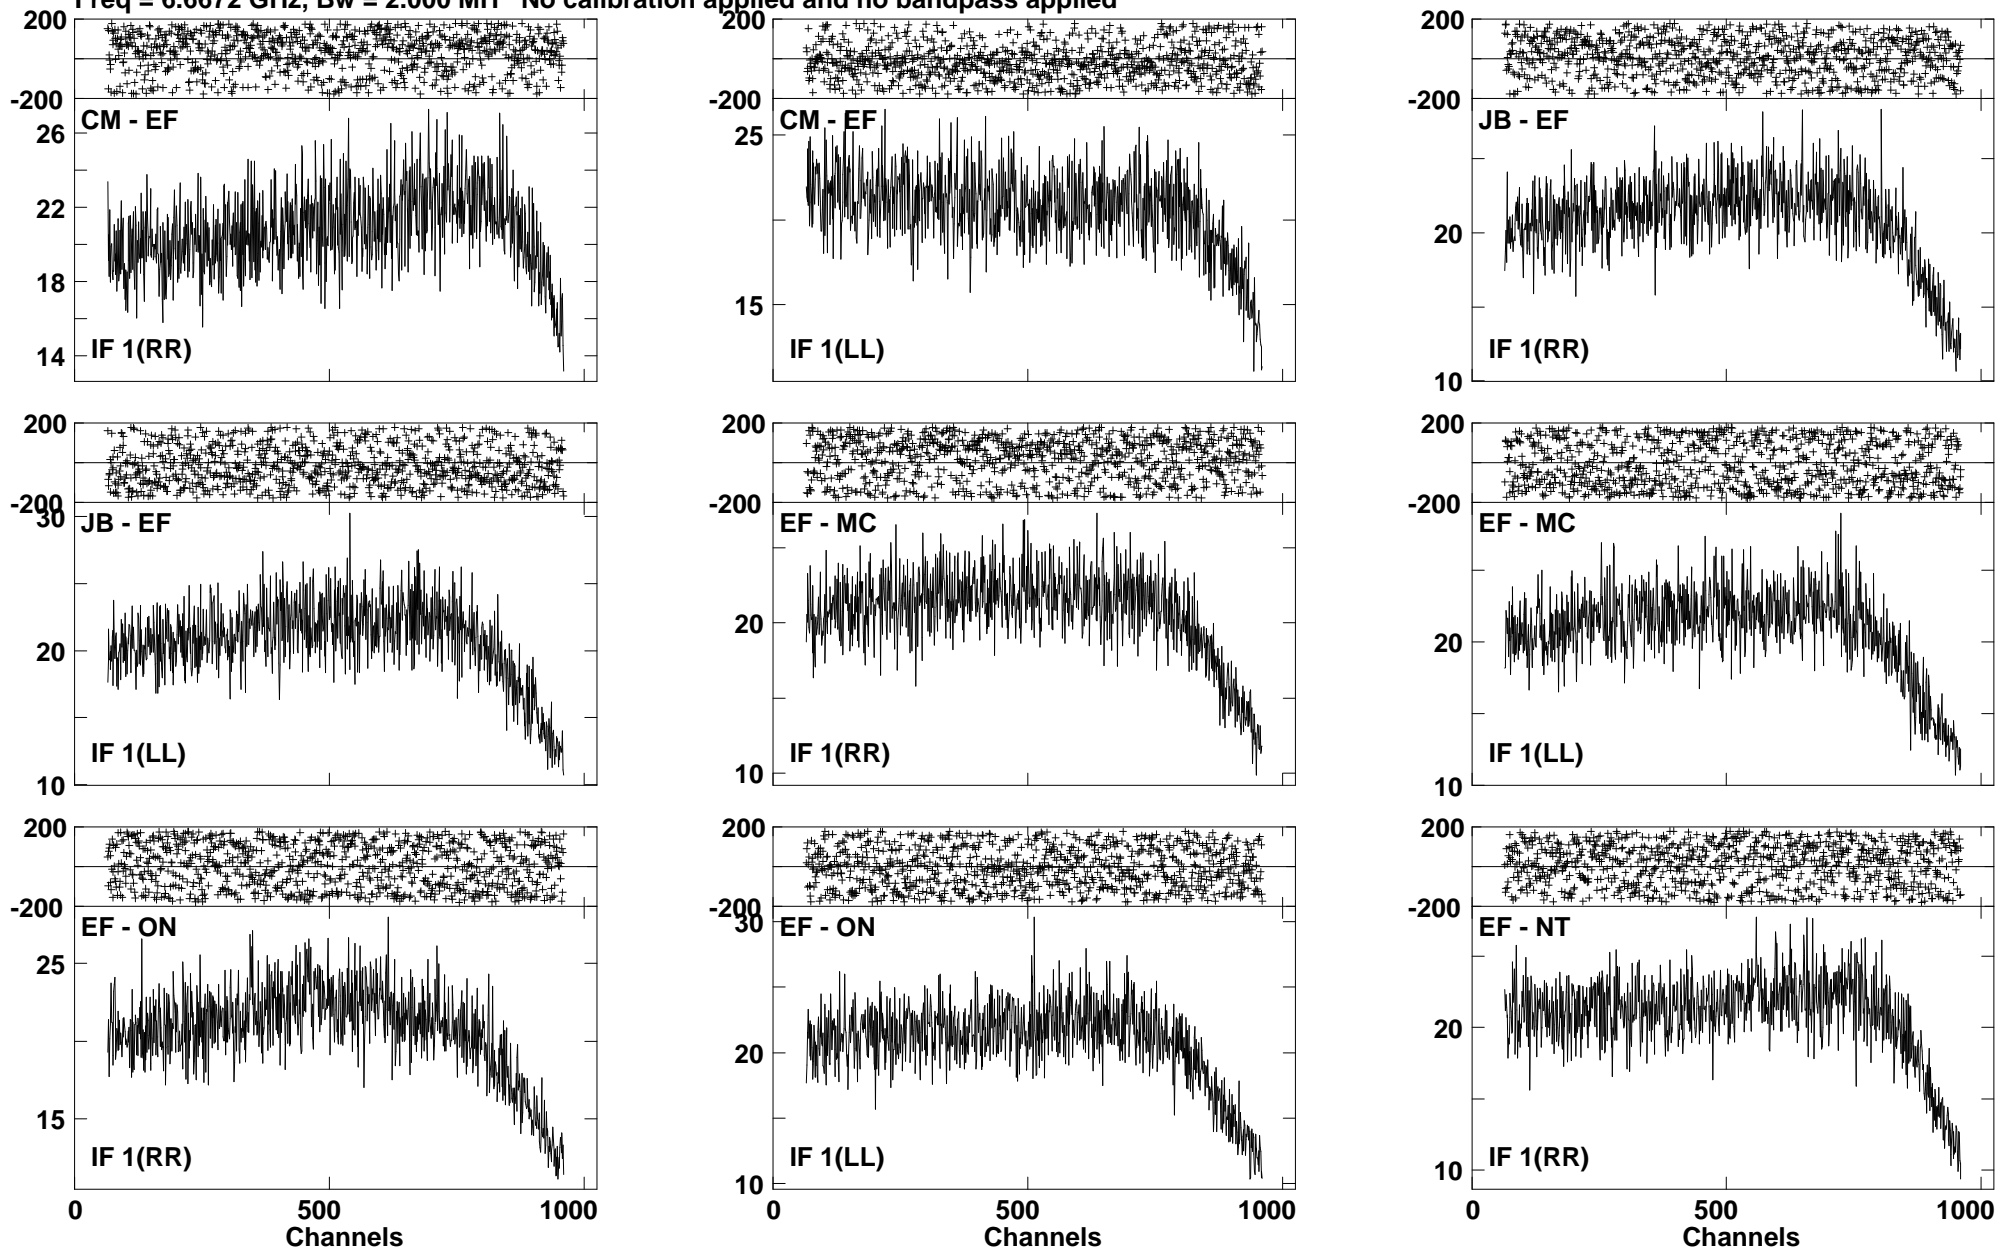 Freq = 6.6672 GHz, Bw = 2.000 MH No calibration applied and no bandpass applied
200
-200
CM - EF
26
22
18
14
IF 1(RR)
200
-200
CM - EF
25
15
IF 1(LL)
200
-200
JB - EF
20
10
IF 1(RR)
200
-200
30
JB - EF
20
10
IF 1(LL)
200
-200
EF - MC
20
10
IF 1(RR)
200
-200
EF - MC
20
10
IF 1(LL)
200
-200
EF - ON
25
15
IF 1(RR)
0 500 1000
Channels
200
-200
30
EF - ON
20
10
IF 1(LL)
0 500 1000
Channels
200
-200
EF - NT
20
10
IF 1(RR)
0 500 1000
Channels